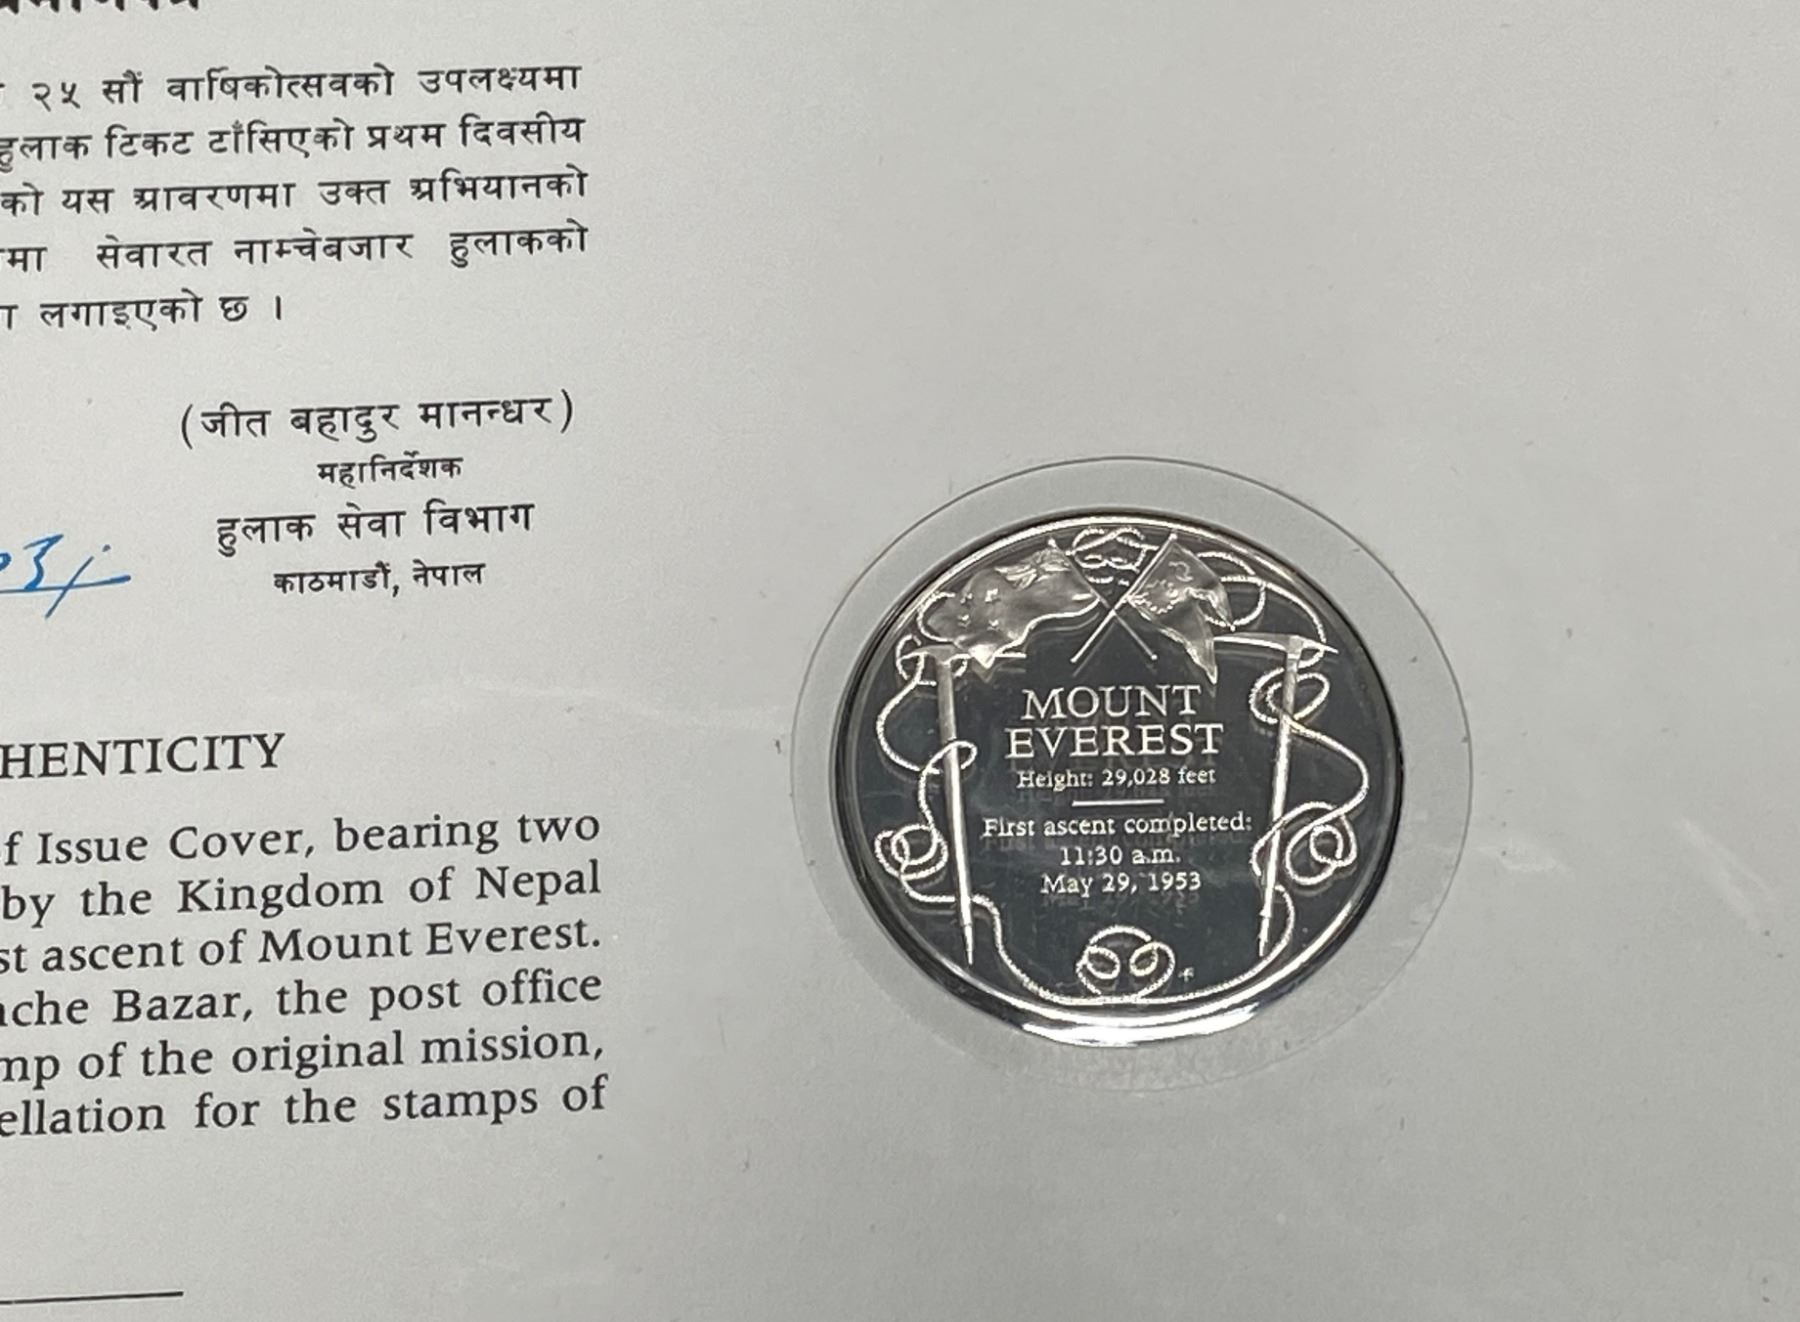 २५ सौं वार्षिकोत्सवको उपलक्ष्यमा
हुलाक टिकट टाँसिएको प्रथम दिवसीय
को यस आवरणमा उक्त अभियानको
मा सेवारत नाम्चेबजार हुलाकको
लगाइएको छ ।
(जीत बहादुर मानन्धर)
महानिर्देशक
हुलाक सेवा विभाग
काठमाडौं, नेपाल
HENTICITY
f Issue Cover, bearing two
by the Kingdom of Nepal
st ascent of Mount Everest.
che Bazar, the post office
mp of the original mission,
ellation for the stamps of
MOUNT
EVEREST
Height: 29,028 feet
First ascent completed:
11:30 a.m.
May 29, 1953